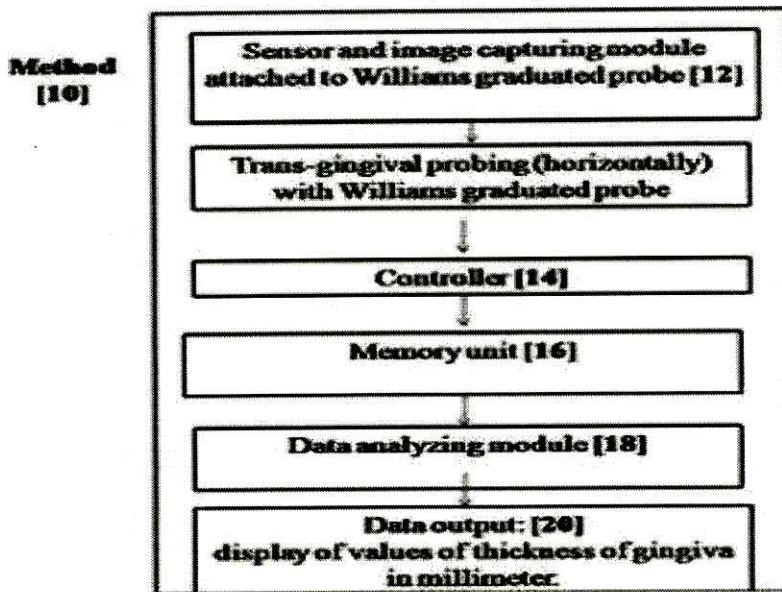 Method
[10]
Sensor and image capturing module
attached to Williams graduated probe [12]
Trans-gingival probing (horizontally)
with Williams graduated probe
Controller [14]
Memory unit [16]
Data analyzing module [18]
Data output: [20]
display of values of thickness of gingiva
in millimeter.